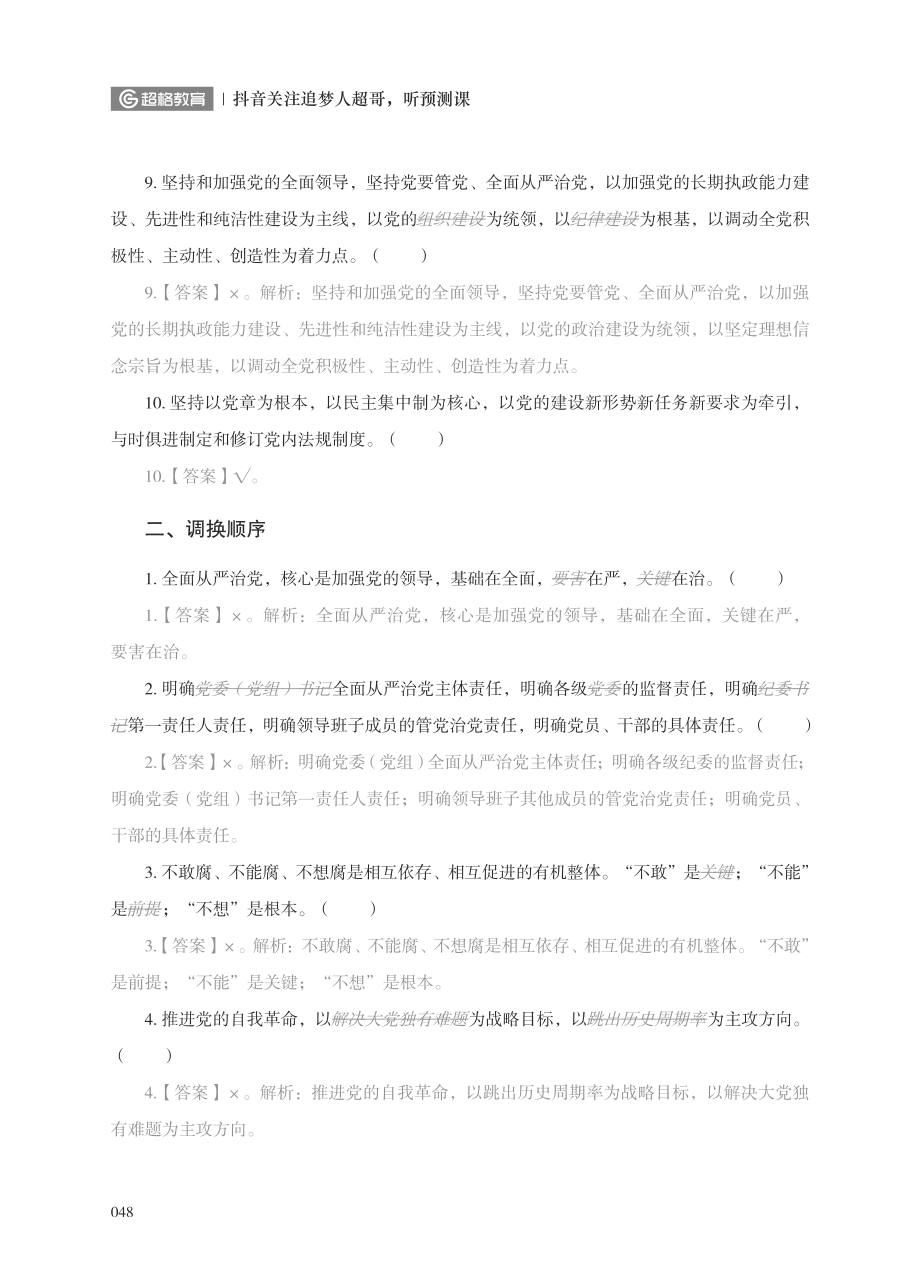 超格教育 | 抖音关注追梦人超哥，听预测课
9. 坚持和加强党的全面领导，坚持党要管党、全面从严治党，以加强党的长期执政能力建
设、先进性和纯洁性建设为主线，以党的组织建设为统领，以纪律建设为根基，以调动全党积
极性、主动性、创造性为着力点。（　　）
9.【答案】×。解析：坚持和加强党的全面领导，坚持党要管党、全面从严治党，以加强
党的长期执政能力建设、先进性和纯洁性建设为主线，以党的政治建设为统领，以坚定理想信
念宗旨为根基，以调动全党积极性、主动性、创造性为着力点。
10. 坚持以党章为根本，以民主集中制为核心，以党的建设新形势新任务新要求为牵引，
与时俱进制定和修订党内法规制度。（　　）
10.【答案】√。
二、调换顺序
1. 全面从严治党，核心是加强党的领导，基础在全面，要害在严，关键在治。（　　）
1.【答案】×。解析：全面从严治党，核心是加强党的领导，基础在全面，关键在严，
要害在治。
2. 明确党委（党组）书记全面从严治党主体责任，明确各级党委的监督责任，明确纪委书
记第一责任人责任，明确领导班子成员的管党治党责任，明确党员、干部的具体责任。（　　）
2.【答案】×。解析：明确党委（党组）全面从严治党主体责任；明确各级纪委的监督责任；
明确党委（党组）书记第一责任人责任；明确领导班子其他成员的管党治党责任；明确党员、
干部的具体责任。
3. 不敢腐、不能腐、不想腐是相互依存、相互促进的有机整体。“不敢”是关键；“不能”
是前提；“不想”是根本。（　　）
3.【答案】×。解析：不敢腐、不能腐、不想腐是相互依存、相互促进的有机整体。“不敢”
是前提；“不能”是关键；“不想”是根本。
4. 推进党的自我革命，以解决大党独有难题为战略目标，以跳出历史周期率为主攻方向。
（　　）
4.【答案】×。解析：推进党的自我革命，以跳出历史周期率为战略目标，以解决大党独
有难题为主攻方向。
048